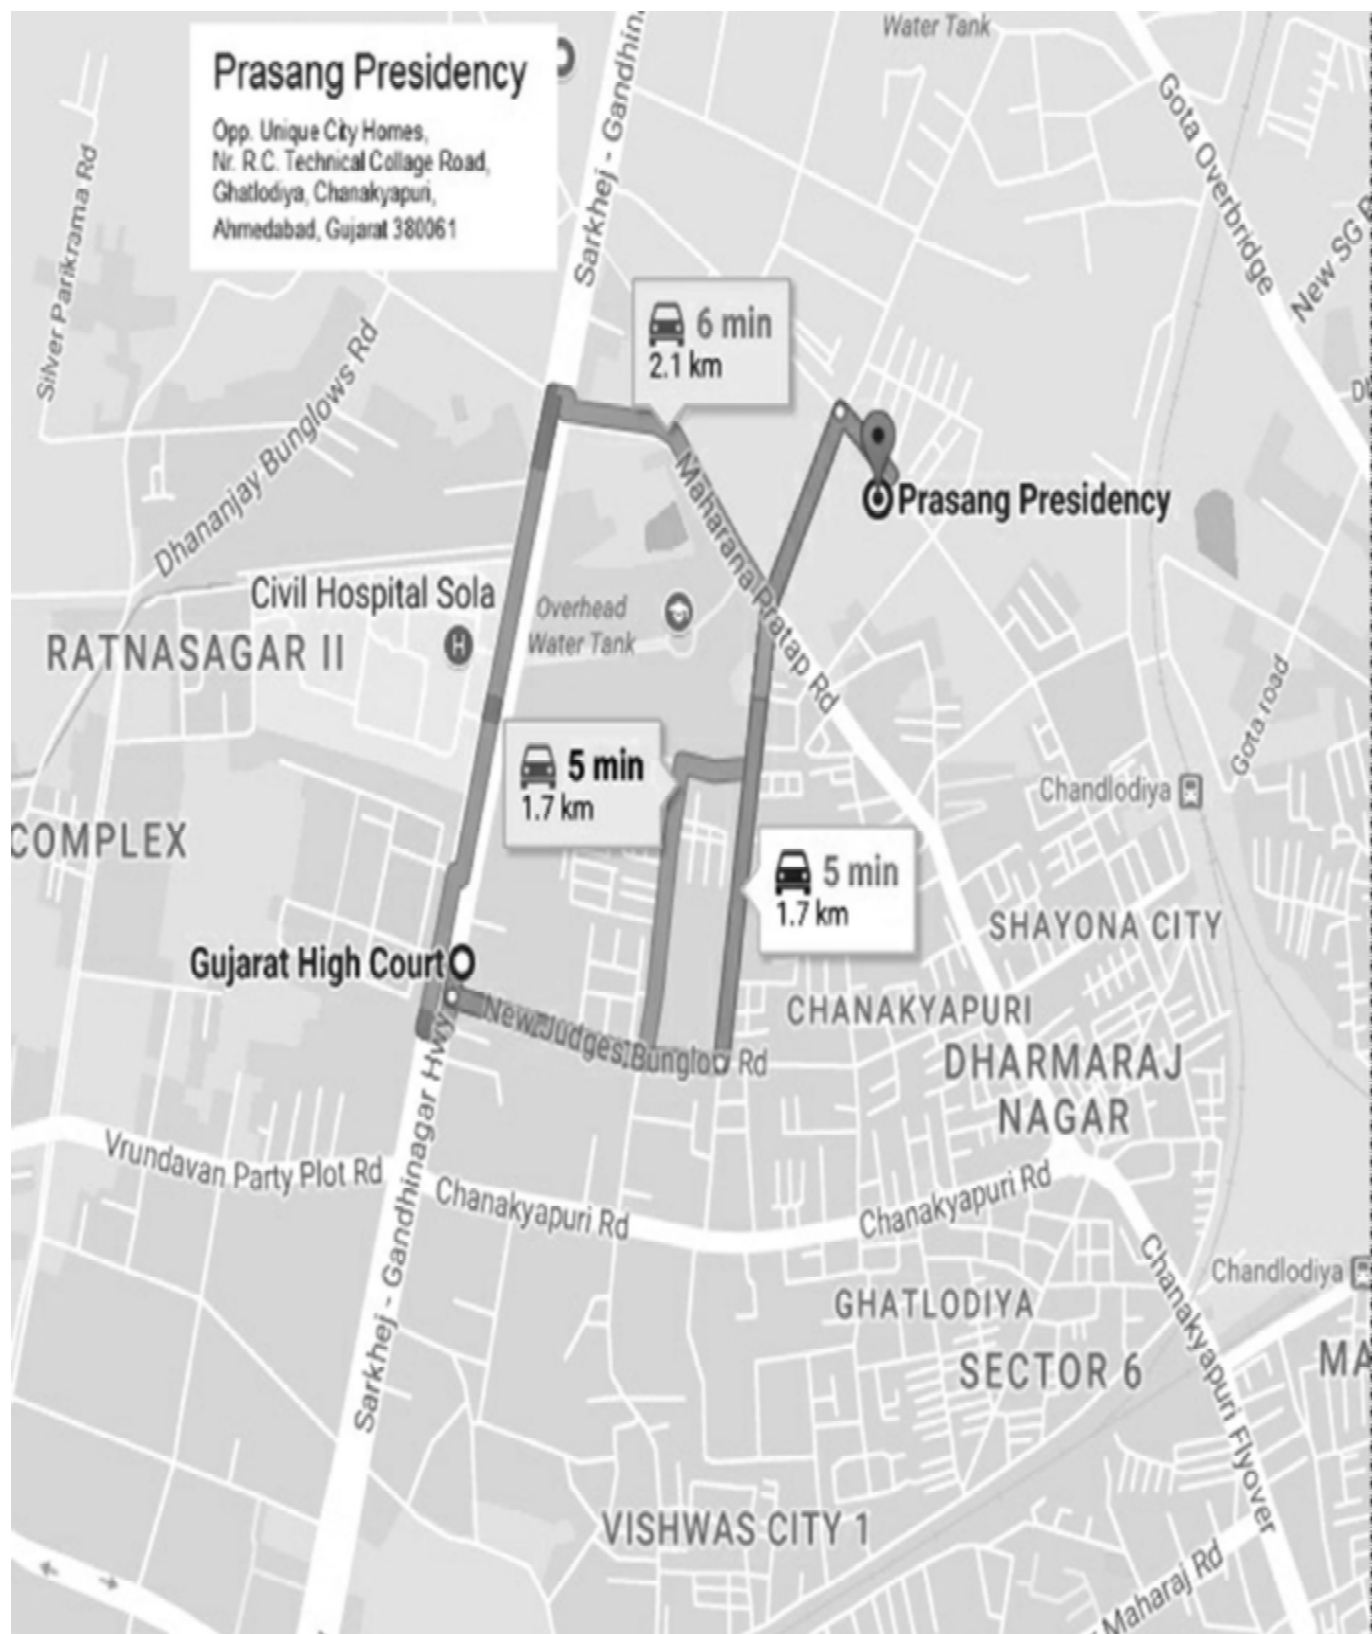 Water Tank
Prasang Presidency
Opp. Unique City Homes,
Nr. R.C. Technical Collage Road,
Ghatlodiya, Chanakyapuri,
Ahmedabad, Gujarat 380061
Sarkhej - Gandhin
Gota Overbridge
New SG R
Silver Parikrama Rd
6 min
2.1 km
Dhananjay Bunglows Rd
Maharana Pratap Rd
Prasang Presidency
Civil Hospital Sola
H
Overhead
Water Tank
RATNASAGAR II
Gota road
5 min
1.7 km
Chandlodiya
COMPLEX
5 min
1.7 km
SHAYONA CITY
Gujarat High Court
New Judges Bunglow Rd
CHANAKYAPURI
DHARMARAJ
NAGAR
Vrundavan Party Plot Rd
Sarkhej - Gandhinagar Hwy
Chanakyapuri Rd
Chanakyapuri Rd
Chanakyapuri Flyover
Chandlodiya
GHATLODIYA
SECTOR 6
MA
VISHWAS CITY 1
Maharaj Rd